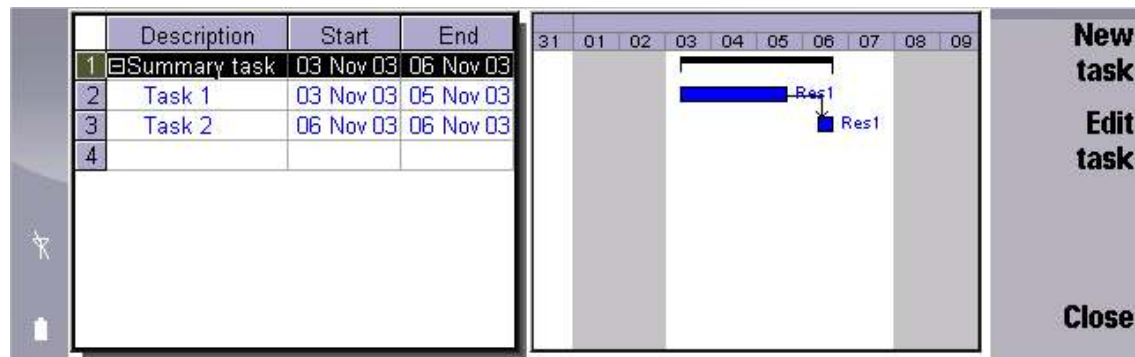 Description Start End
1 Summary task 03 Nov 03 06 Nov 03
2 Task 1 03 Nov 03 05 Nov 03
3 Task 2 06 Nov 03 06 Nov 03
4
31 01 02 03 04 05 06 07 08 09
Res1
Res1
New
task
Edit
task
Close